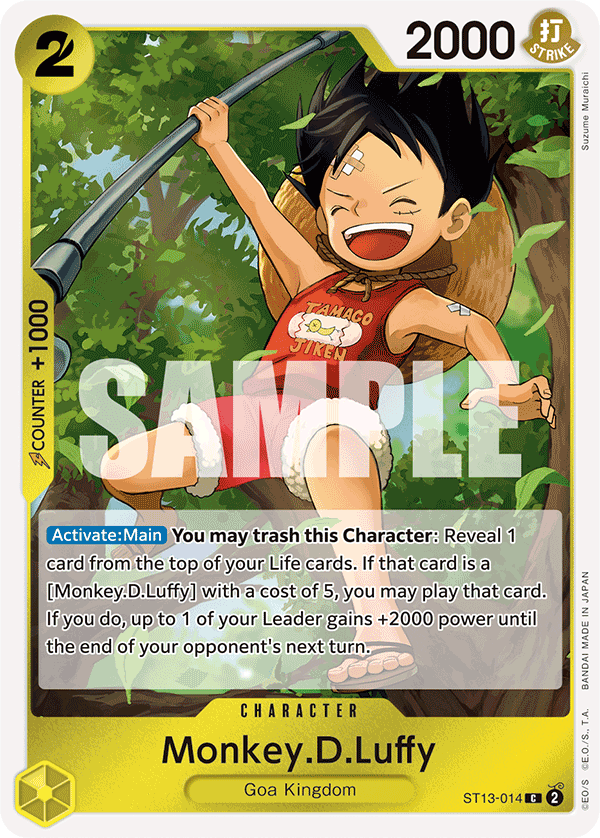 2
2000
打
STRIKE
Suzume Muraichi
COUNTER +1000
TAMAGO
JIKEN
SAMPLE
Activate:Main You may trash this Character: Reveal 1
card from the top of your Life cards. If that card is a
[Monkey.D.Luffy] with a cost of 5, you may play that card.
If you do, up to 1 of your Leader gains +2000 power until
the end of your opponent's next turn.
CHARACTER
Monkey.D.Luffy
Goa Kingdom
ST13-014 C 2
©EO/S ©E.O./S., T.A. BANDAI MADE IN JAPAN